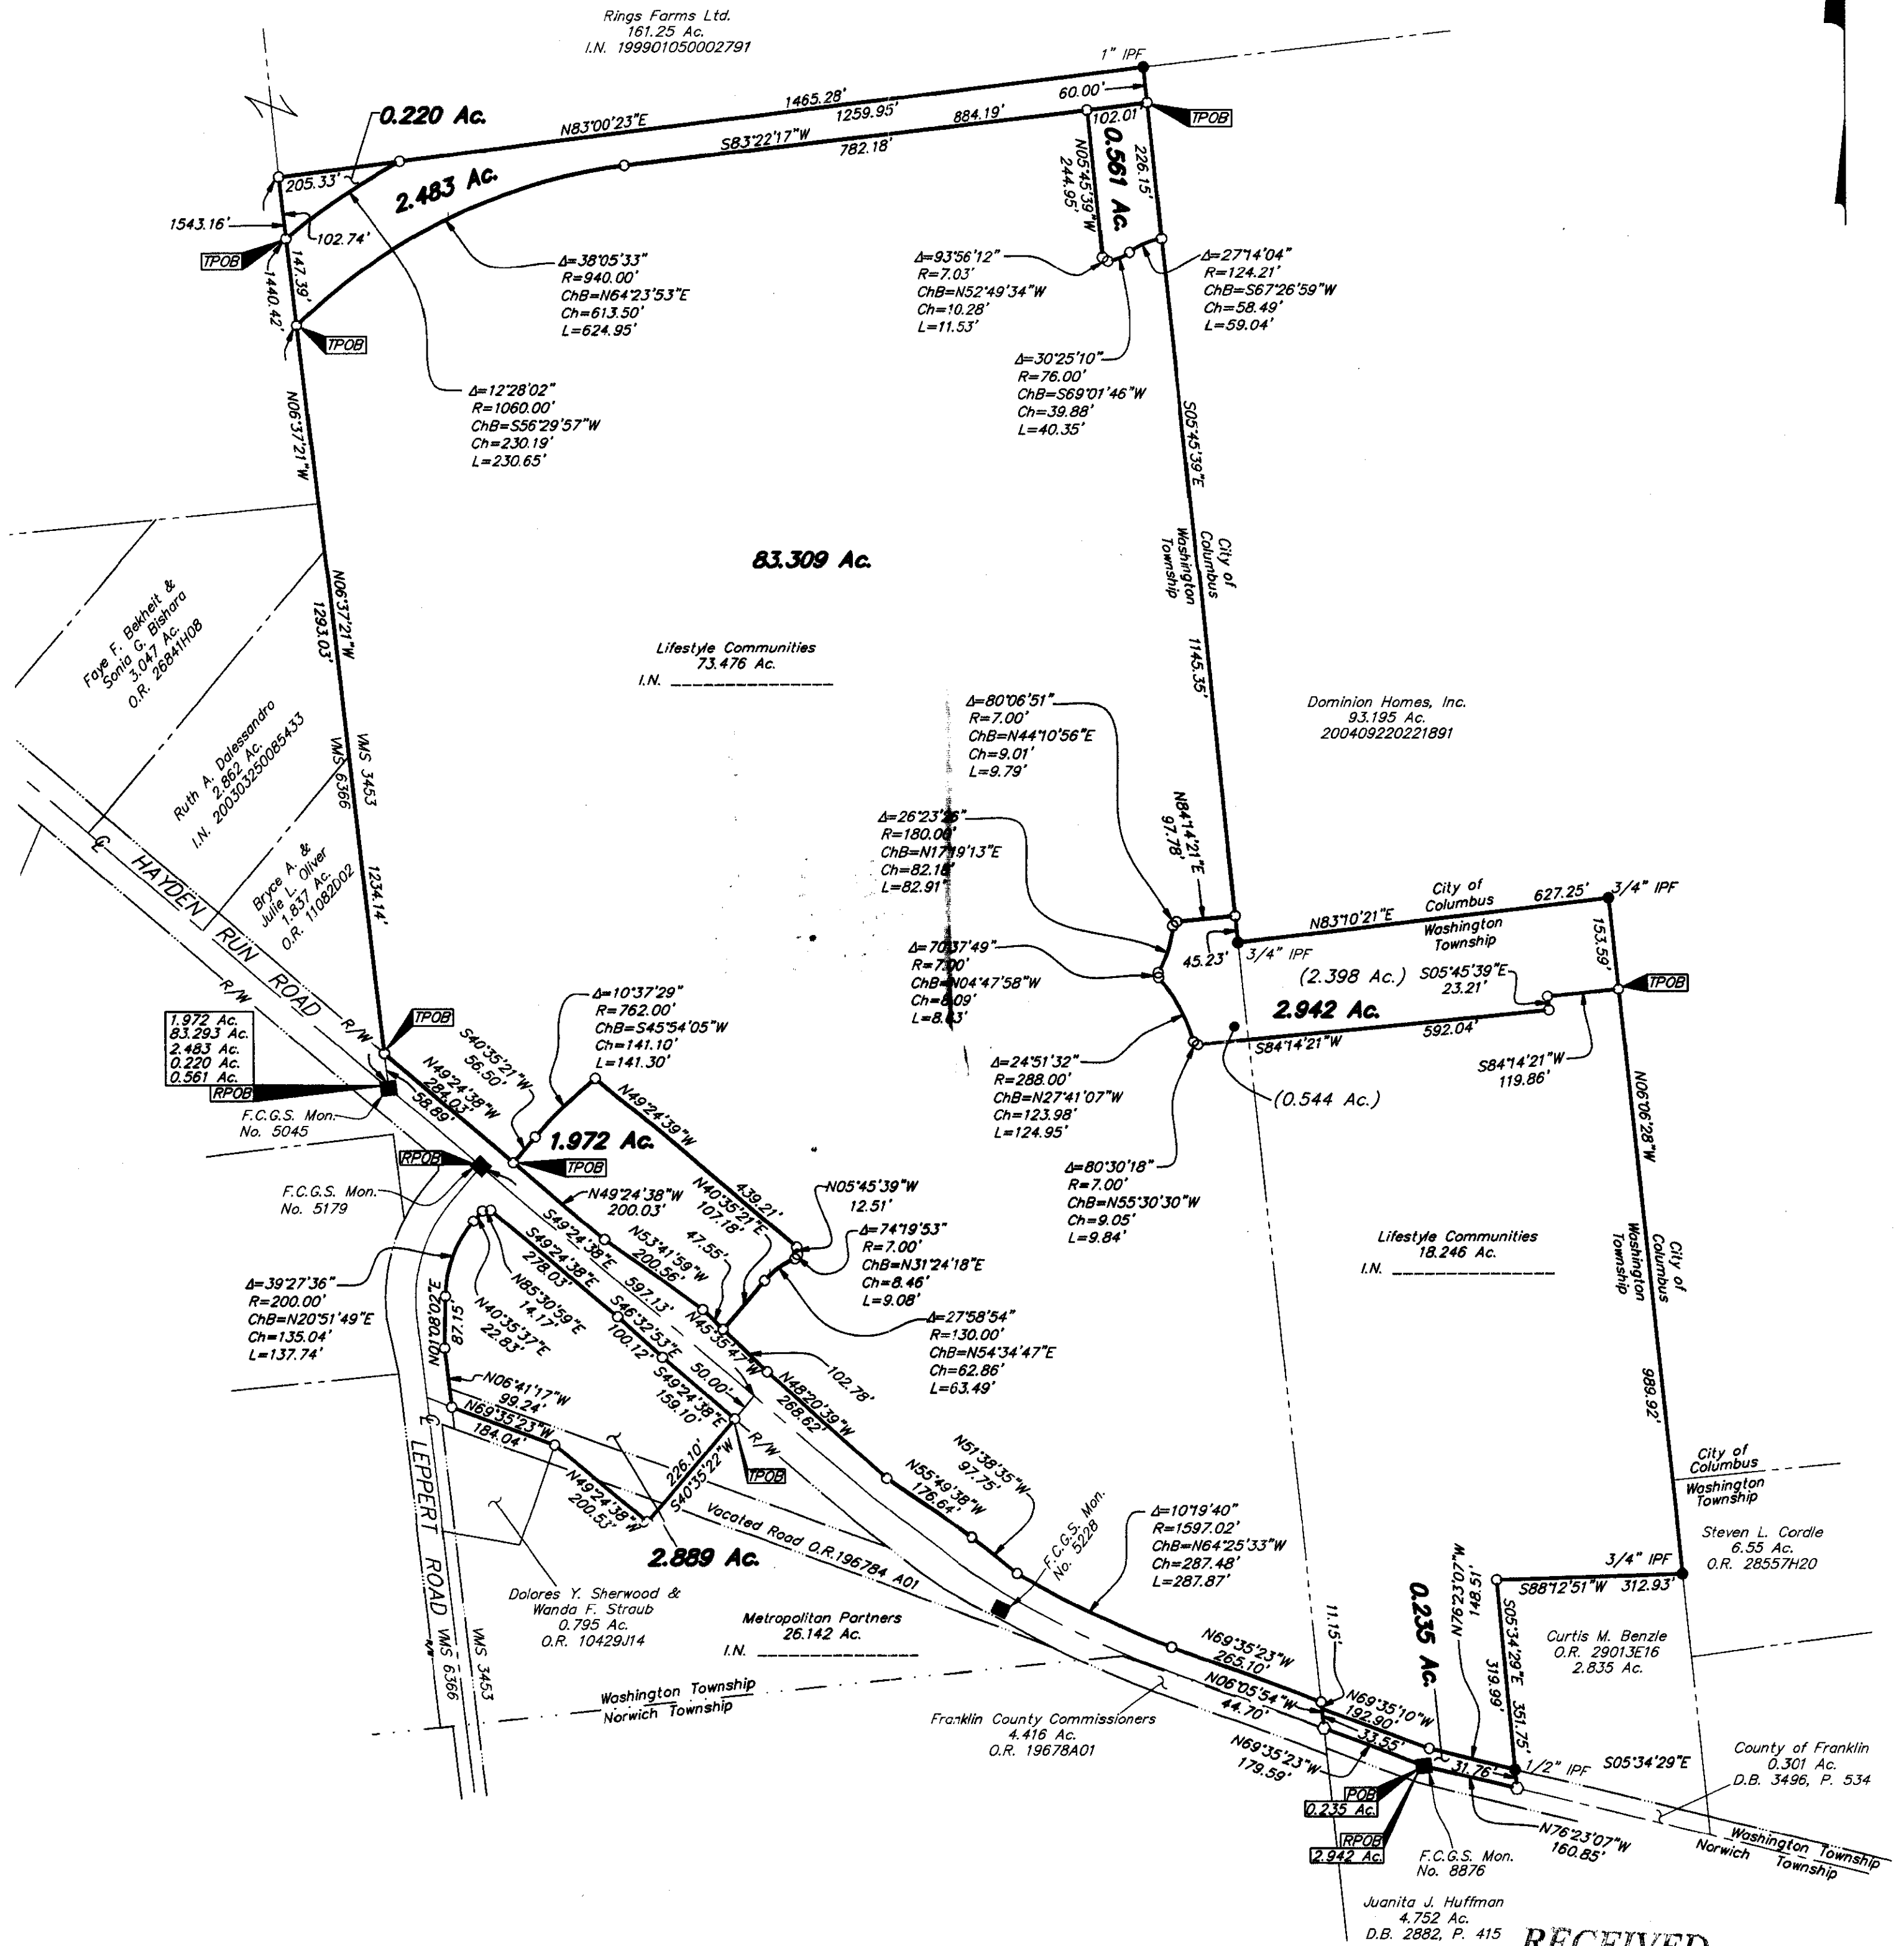 Rings Farms Ltd.
161.25 Ac.
I.N. 199901050002791
1" IPF
60.00'
1465.28'
1259.95'
884.19'
N83°00'23"E
0.220 Ac.
S83°22'17"W
782.18'
102.01'
TPOB
205.33'
2.483 Ac.
0.561 Ac.
226.15'
N05°45'39"W
244.95'
1543.16'
102.74'
TPOB
147.39'
1440.42'
TPOB
Δ=38°05'33"
R=940.00'
ChB=N64°23'53"E
Ch=613.50'
L=624.95'
Δ=93°56'12"
R=7.03'
ChB=N52°49'34"W
Ch=10.28'
L=11.53'
Δ=27°14'04"
R=124.21'
ChB=S67°26'59"W
Ch=58.49'
L=59.04'
Δ=30°25'10"
R=76.00'
ChB=S69°01'46"W
Ch=39.88'
L=40.35'
Δ=12°28'02"
R=1060.00'
ChB=S56°29'57"W
Ch=230.19'
L=230.65'
N06°37'21"W
S05°45'39"E
City of
Columbus
Washington
Township
1145.35'
83.309 Ac.
N06°37'21"W
1293.03'
Faye F. Bekheit &
Sonia G. Bishara
3.047 Ac.
O.R. 26841H08
Lifestyle Communities
73.476 Ac.
I.N.
Ruth A. Dalessandro
2.862 Ac.
I.N. 200303250085433
VMS 3453
VMS 6366
Dominion Homes, Inc.
93.195 Ac.
200409220221891
Δ=80°06'51"
R=7.00'
ChB=N44°10'56"E
Ch=9.01'
L=9.79'
N84°14'21"E
97.78'
Δ=26°23'26"
R=180.00'
ChB=N17°19'13"E
Ch=82.18'
L=82.91'
Bryce A. &
Julie L. Oliver
1.837 Ac.
O.R. 11082D02
1234.14'
℄ HAYDEN RUN ROAD
R/W
R/W
City of
Columbus
627.25'
3/4" IPF
N83°10'21"E
Washington
Township
153.59'
45.23'
3/4" IPF
(2.398 Ac.)
S05°45'39"E
23.21'
TPOB
2.942 Ac.
592.04'
S84°14'21"W
S84°14'21"W
119.86'
(0.544 Ac.)
Δ=70°37'49"
R=7.00'
ChB=N04°47'58"W
Ch=8.09'
L=8.63'
Δ=24°51'32"
R=288.00'
ChB=N27°41'07"W
Ch=123.98'
L=124.95'
Δ=80°30'18"
R=7.00'
ChB=N55°30'30"W
Ch=9.05'
L=9.84'
Δ=10°37'29"
R=762.00'
ChB=S45°54'05"W
Ch=141.10'
L=141.30'
TPOB
S40°35'21"W
56.50'
1.972 Ac.
83.293 Ac.
2.483 Ac.
0.220 Ac.
0.561 Ac.
RPOB
N49°24'38"W
284.03'
58.89'
F.C.G.S. Mon.
No. 5045
N49°24'39"W
439.21'
1.972 Ac.
TPOB
RPOB
F.C.G.S. Mon.
No. 5179
N49°24'38"W
200.03'
N40°35'21"E
107.18'
N05°45'39"W
12.51'
Δ=74°19'53"
R=7.00'
ChB=N31°24'18"E
Ch=8.46'
L=9.08'
47.55'
N53°41'59"W
200.56'
S49°24'38"E
597.13'
S49°24'38"E
278.03'
Δ=27°58'54"
R=130.00'
ChB=N54°34'47"E
Ch=62.86'
L=63.49'
Δ=39°27'36"
R=200.00'
ChB=N20°51'49"E
Ch=135.04'
L=137.74'
N85°30'59"E
14.17'
N40°35'37"E
22.83'
N01°08'02"E
87.15'
S46°32'53"E
100.12'
N45°35'47"W
102.78'
50.00'
S49°24'38"E
159.10'
N48°20'39"W
268.62'
N06°41'17"W
99.24'
N69°35'23"W
184.04'
℄ LEPPERT ROAD
N49°24'38"W
200.53'
226.10'
S40°35'22"W
TPOB
R/W
N55°49'38"W
176.64'
N51°38'35"W
97.75'
Vacated Road O.R.196784 A01
2.889 Ac.
F.C.G.S. Mon.
No. 5228
Δ=10°19'40"
R=1597.02'
ChB=N64°25'33"W
Ch=287.48'
L=287.87'
Dolores Y. Sherwood &
Wanda F. Straub
0.795 Ac.
O.R. 10429J14
Metropolitan Partners
26.142 Ac.
I.N.
R/W
VMS 6366
VMS 3453
Washington Township
Norwich Township
Lifestyle Communities
18.246 Ac.
I.N.
N06°06'28"W
City of
Columbus
Washington
Township
989.92'
City of
Columbus
Washington
Township
Steven L. Cordle
6.55 Ac.
O.R. 28557H20
3/4" IPF
S88°12'51"W 312.93'
Curtis M. Benzle
O.R. 29013E16
2.835 Ac.
S05°34'29"E 351.75'
319.99'
N76°23'07"W
148.51'
0.235 Ac.
11.15'
N69°35'23"W
265.10'
N06°05'54"W
44.70'
N69°35'10"W
192.90'
33.55'
31.76'
N69°35'23"W
179.59'
Franklin County Commissioners
4.416 Ac.
O.R. 19678A01
1/2" IPF
S05°34'29"E
County of Franklin
0.301 Ac.
D.B. 3496, P. 534
POB
0.235 Ac.
RPOB
2.942 Ac.
F.C.G.S. Mon.
No. 8876
N76°23'07"W
160.85'
Washington Township
Norwich Township
Juanita J. Huffman
4.752 Ac.
D.B. 2882, P. 415
RECEIVED